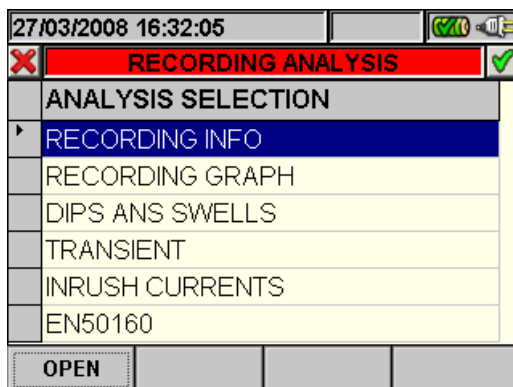 27/03/2008 16:32:05
RECORDING ANALYSIS
ANALYSIS SELECTION
RECORDING INFO
RECORDING GRAPH
DIPS ANS SWELLS
TRANSIENT
INRUSH CURRENTS
EN50160
OPEN